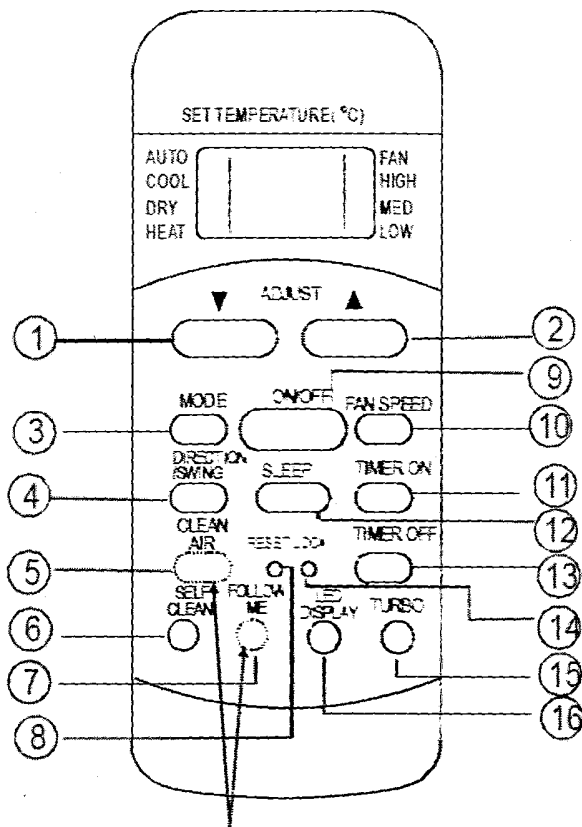 SET TEMPERATURE(°C)
AUTO
COOL
DRY
HEAT
FAN
HIGH
MED
LOW
▼ ADJUST ▲
1
2
ON/OFF
9
MODE
FAN SPEED
3
10
DIRECTION
/SWING
SLEEP
TIMER ON
4
11
12
CLEAN
AIR
RESET LOCK
TIMER OFF
5
13
SELF
CLEAN
FOLLOW
ME
LED
DISPLAY
TURBO
6
14
7
15
8
16